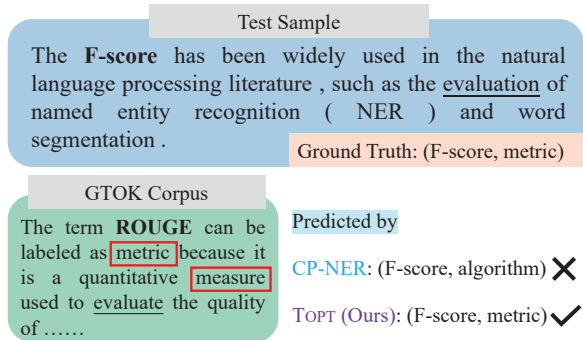 Test Sample
The F-score has been widely used in the natural
language processing literature , such as the evaluation of
named entity recognition ( NER ) and word
segmentation .
Ground Truth: (F-score, metric)
GTOK Corpus
The term ROUGE can be
labeled as metric because it
is a quantitative measure
used to evaluate the quality
of ……
Predicted by
CP-NER: (F-score, algorithm)
TOPT (Ours): (F-score, metric)